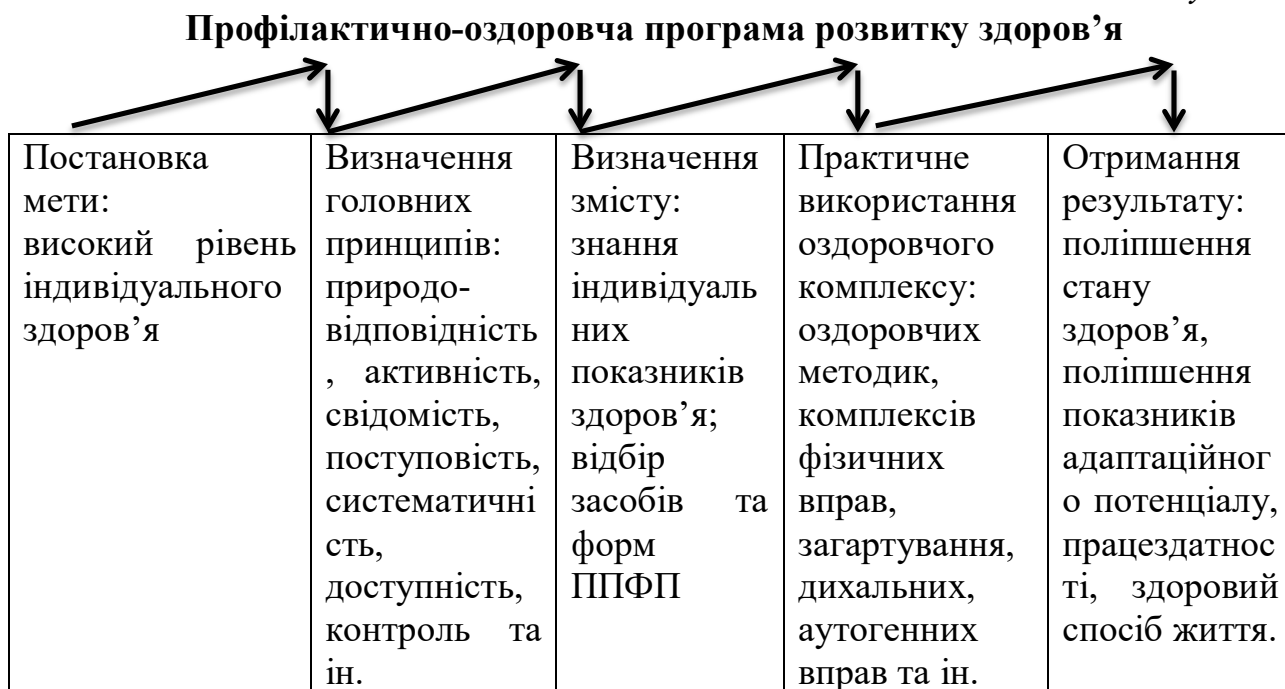 Профілактично-оздоровча програма розвитку здоров’я
Постановка
мети:
високий рівень
індивідуального
здоров’я
Визначення
головних
принципів:
природо-
відповідність
, активність,
свідомість,
поступовість,
систематичні
сть,
доступність,
контроль та
ін.
Визначення
змісту:
знання
індивідуаль
них
показників
здоров’я;
відбір
засобів та
форм
ППФП
Практичне
використання
оздоровчого
комплексу:
оздоровчих
методик,
комплексів
фізичних
вправ,
загартування,
дихальних,
аутогенних
вправ та ін.
Отримання
результату:
поліпшення
стану
здоров’я,
поліпшення
показників
адаптаційног
о потенціалу,
працездатнос
ті, здоровий
спосіб життя.